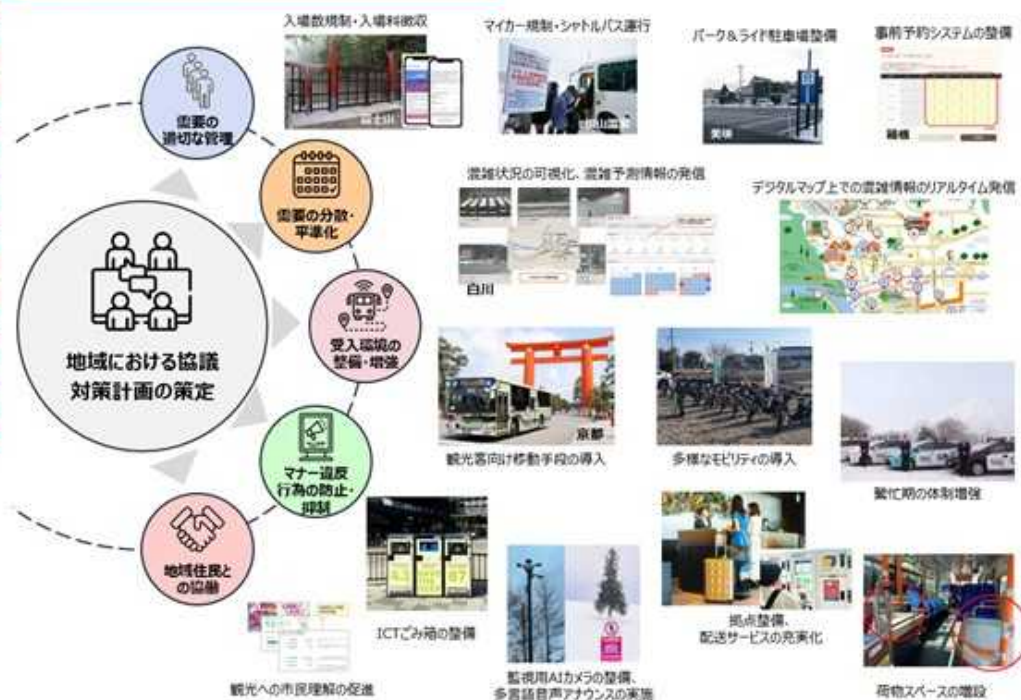 入場数規制・入場料徴収
マイカー規制・シャトルバス運行
パーク＆ライド駐車場整備
事前予約システムの整備
富士山
美瑛
箱根
需要の
適切な管理
需要の分散・
平準化
混雑状況の可視化、混雑予測情報の発信
デジタルマップ上での混雑情報のリアルタイム発信
白川
地域における協議
対策計画の策定
受入環境の
整備・増強
京都
観光客向け移動手段の導入
多様なモビリティの導入
繁忙期の体制増強
マナー違反
行為の防止・
抑制
地域住民と
の協働
ICTごみ箱の整備
拠点整備、
配送サービスの充実化
観光への市民理解の促進
監視用AIカメラの整備、
多言語音声アナウンスの実施
荷物スペースの増設